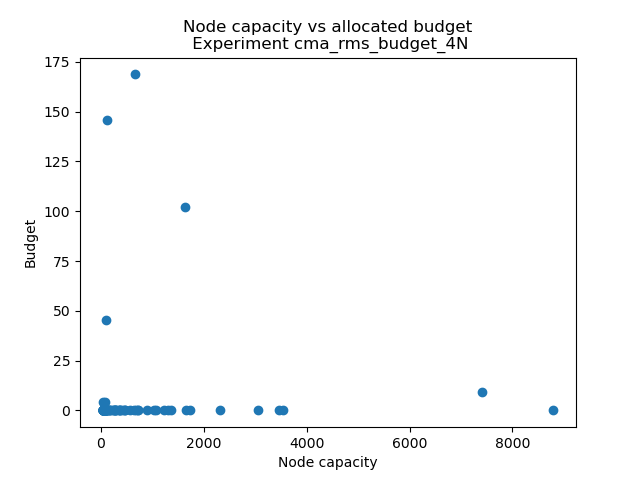 Node capacity vs allocated budget
Experiment cma_rms_budget_4N
175
150
125
100
75
50
25
0
Budget
0 2000 4000 6000 8000
Node capacity